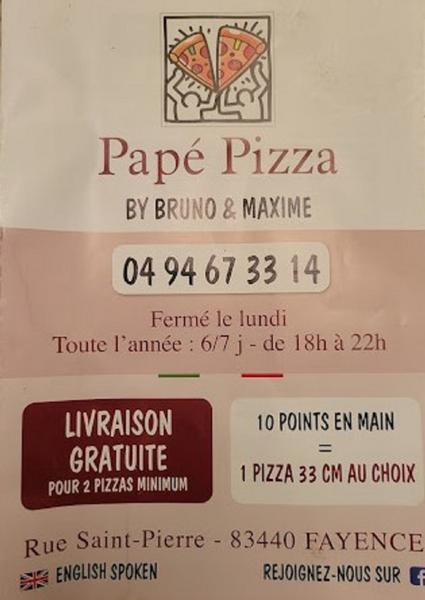 Papé Pizza
BY BRUNO & MAXIME
04 94 67 33 14
Fermé le lundi
Toute l'année : 6/7 j - de 18h à 22h
LIVRAISON
GRATUITE
POUR 2 PIZZAS MINIMUM
10 POINTS EN MAIN
=
1 PIZZA 33 CM AU CHOIX
Rue Saint-Pierre - 83440 FAYENCE
ENGLISH SPOKEN
REJOIGNEZ-NOUS SUR f